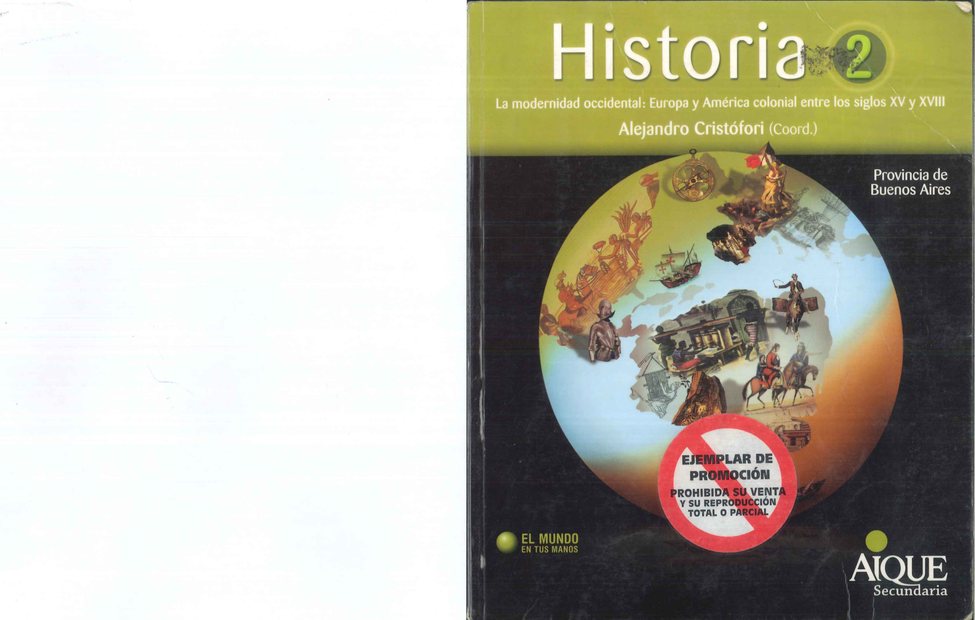 Historia 2
La modernidad occidental: Europa y América colonial entre los siglos XV y XVIII
Alejandro Cristófori (Coord.)
Provincia de
Buenos Aires
EJEMPLAR DE
PROMOCIÓN
PROHIBIDA SU VENTA
Y SU REPRODUCCIÓN
TOTAL O PARCIAL
EL MUNDO
EN TUS MANOS
AIQUE
Secundaria